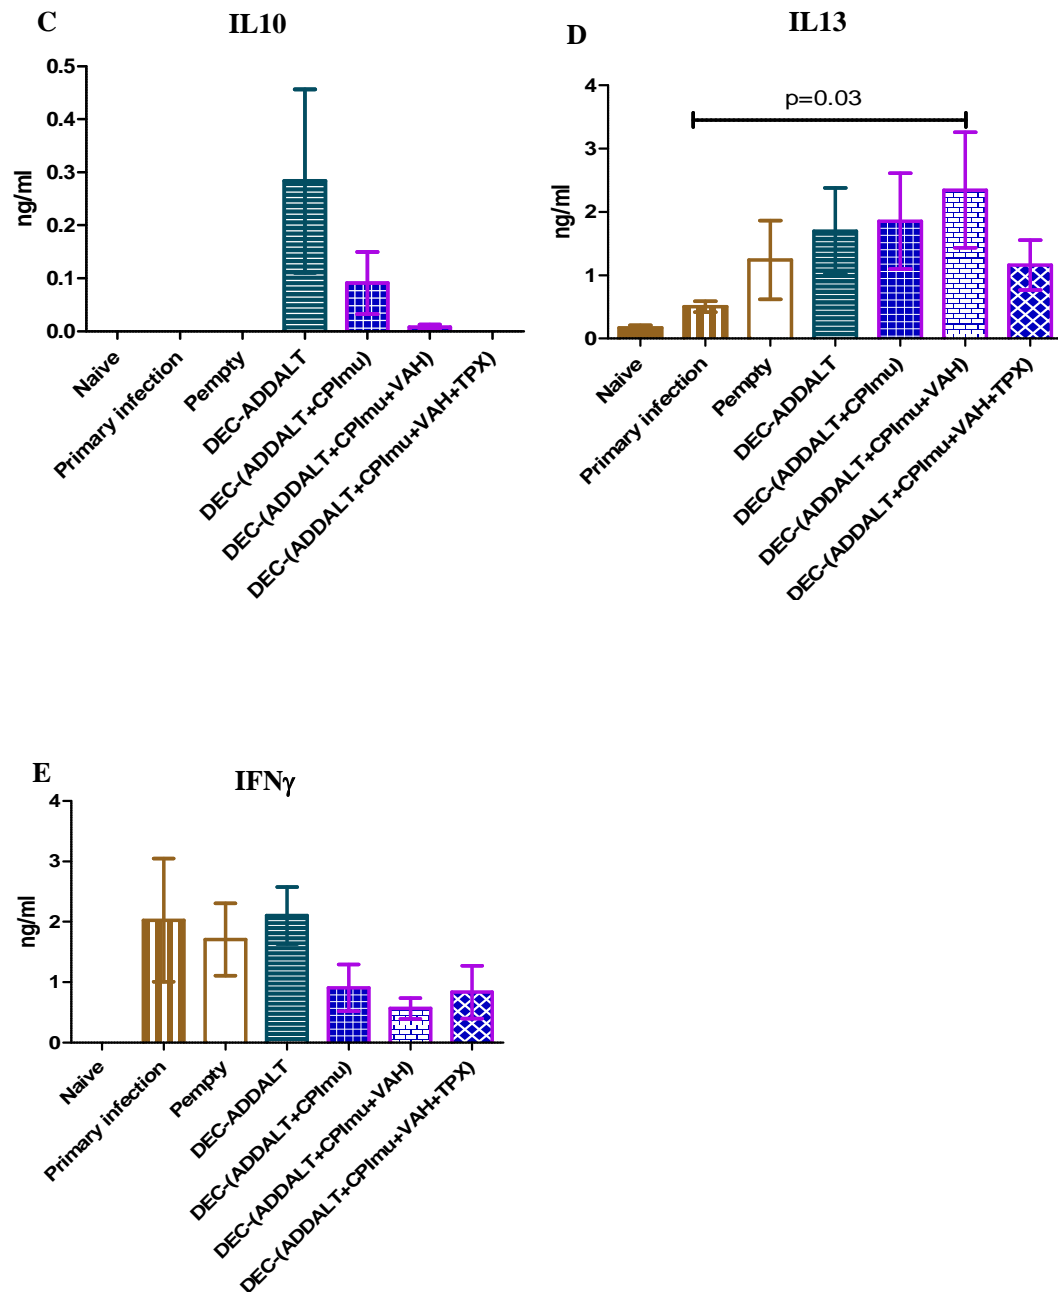 C
IL10
ng/ml
0.5
0.4
0.3
0.2
0.1
0.0
Naive
Primary infection
Pempty
DEC-ADDALT
DEC-(ADDALT+CPImu)
DEC-(ADDALT+CPImu+VAH)
DEC-(ADDALT+CPImu+VAH+TPX)
D
IL13
ng/ml
4
3
2
1
0
p=0.03
Naive
Primary infection
Pempty
DEC-ADDALT
DEC-(ADDALT+CPImu)
DEC-(ADDALT+CPImu+VAH)
DEC-(ADDALT+CPImu+VAH+TPX)
E
IFNγ
ng/ml
4
3
2
1
0
Naive
Primary infection
Pempty
DEC-ADDALT
DEC-(ADDALT+CPImu)
DEC-(ADDALT+CPImu+VAH)
DEC-(ADDALT+CPImu+VAH+TPX)